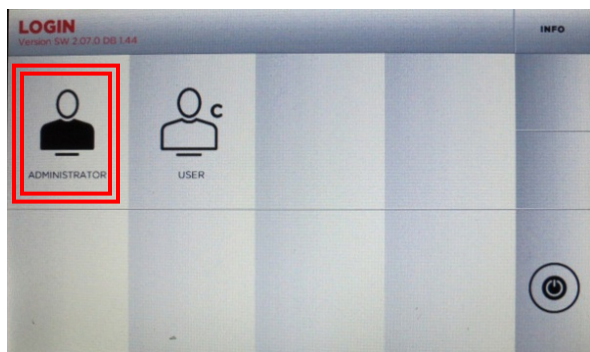 LOGIN
Version SW 2.07.0 DB 1.44
INFO
C
ADMINISTRATOR
USER